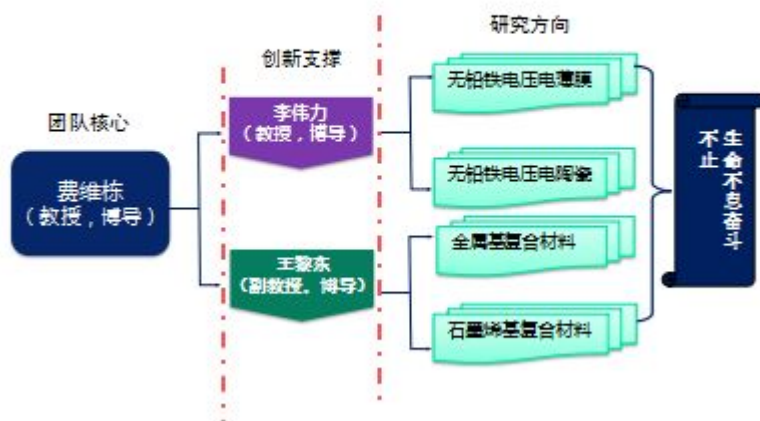 团队核心
费维栋
（教授，博导）
创新支撑
李伟力
（教授，博导）
王黎东
（副教授，博导）
研究方向
无铅铁电压电薄膜
无铅铁电压电陶瓷
金属基复合材料
石墨烯基复合材料
生命不息奋斗
不止